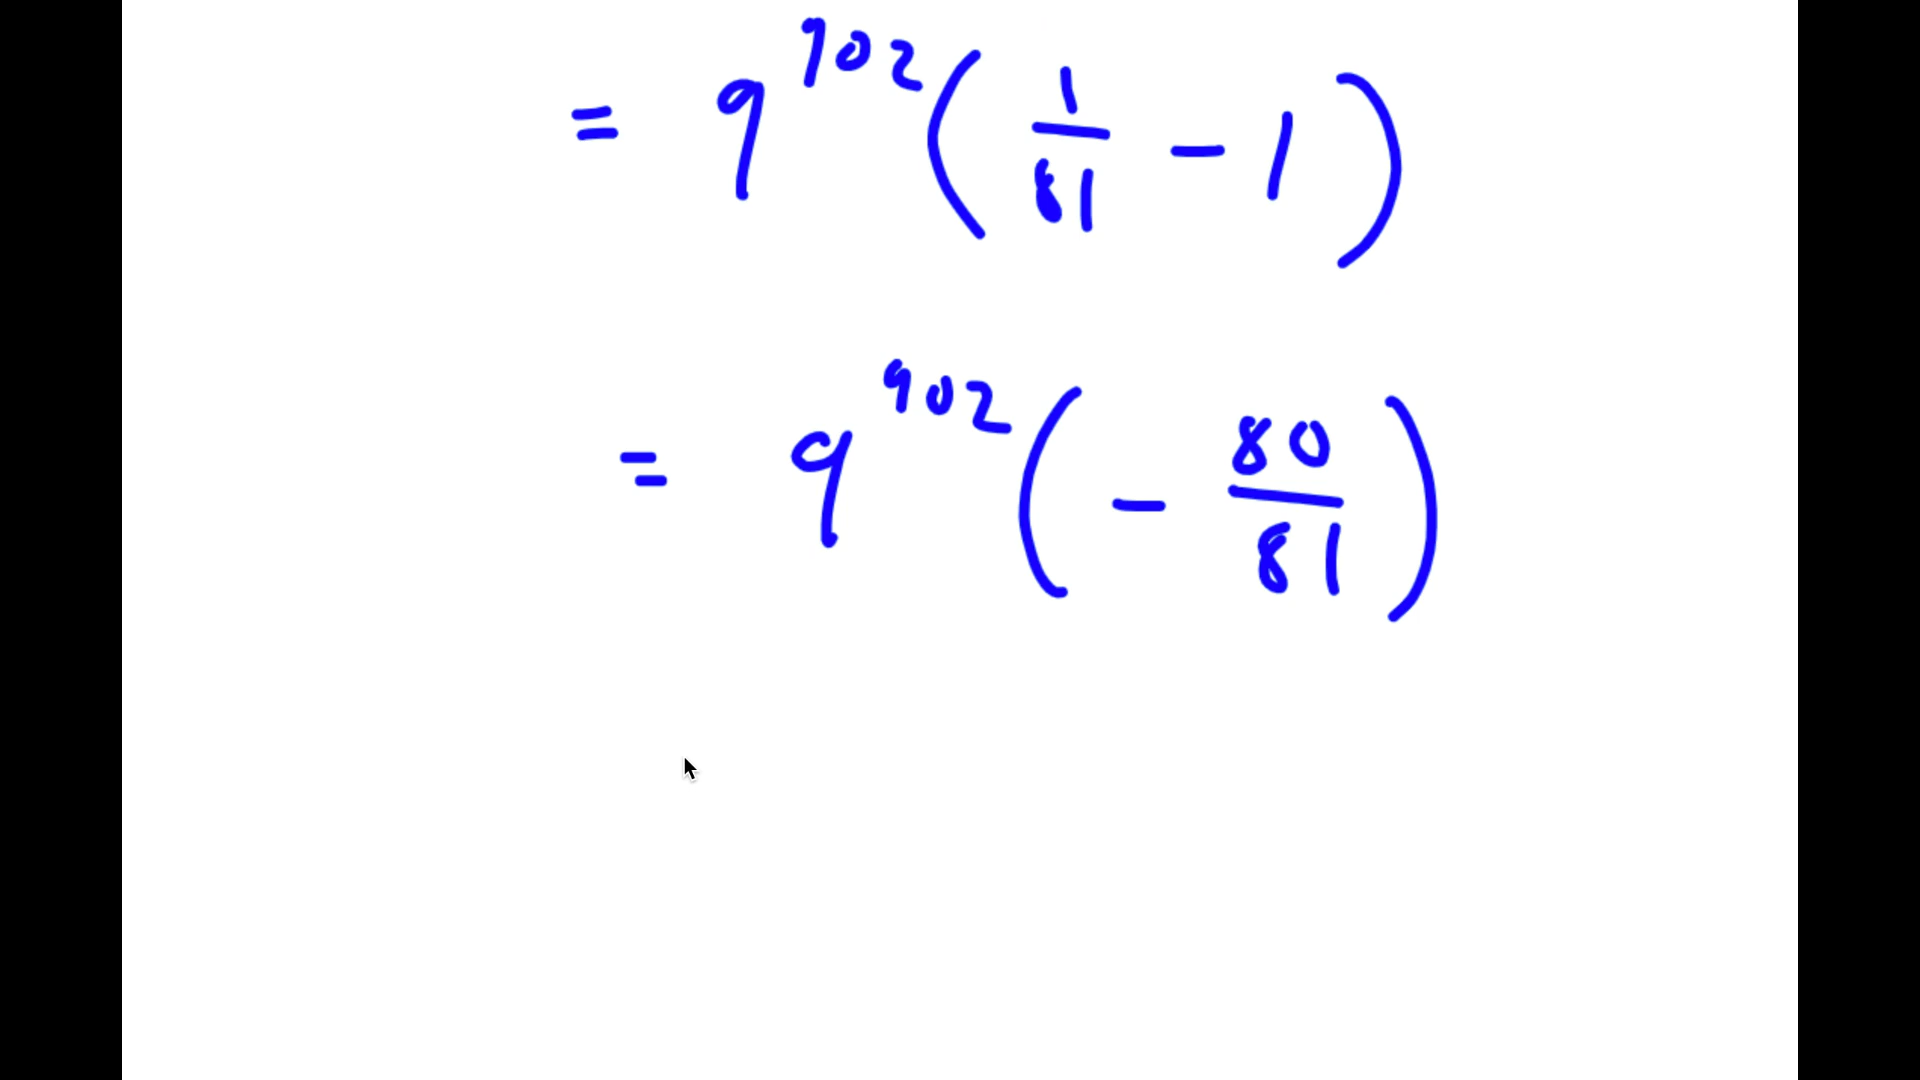 = 9^902 (1/81 - 1)
= 9^902 (- 80/81)